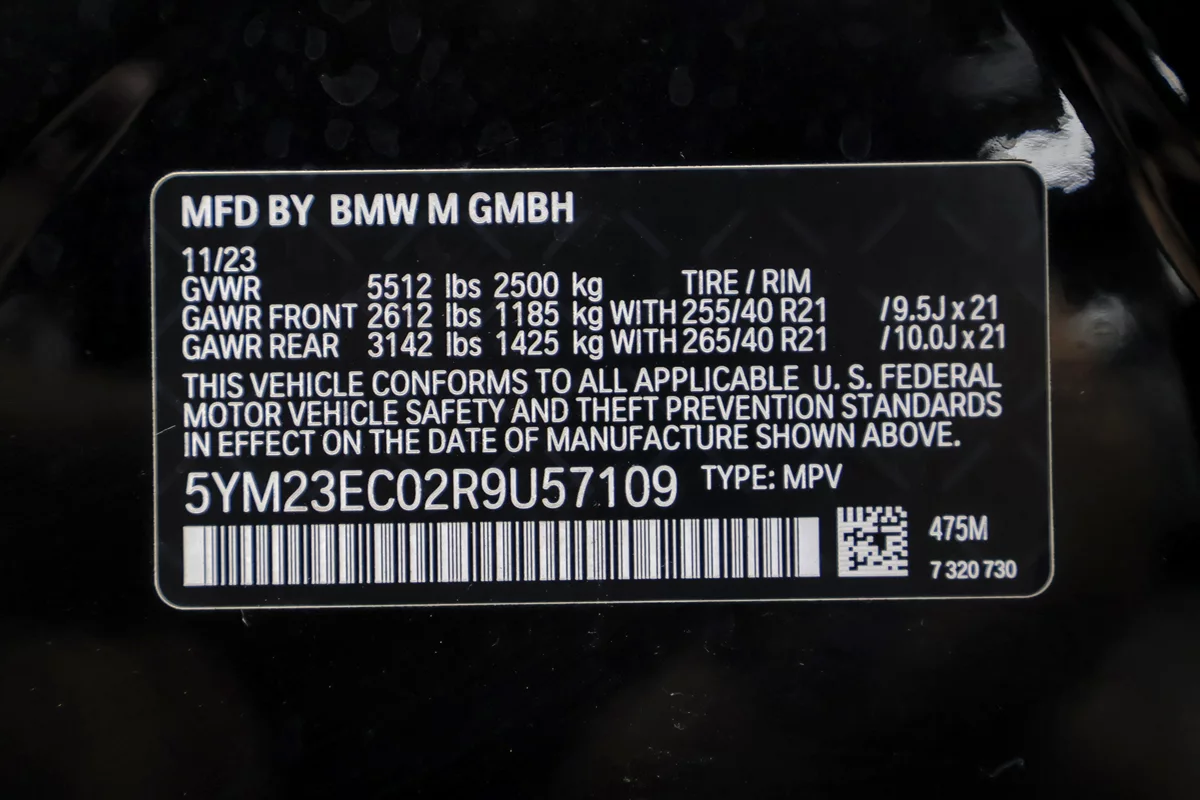 MFD BY BMW M GMBH
11/23
GVWR 5512 lbs 2500 kg TIRE / RIM
GAWR FRONT 2612 lbs 1185 kg WITH 255/40 R21 /9.5J x 21
GAWR REAR 3142 lbs 1425 kg WITH 265/40 R21 /10.0J x 21
THIS VEHICLE CONFORMS TO ALL APPLICABLE U. S. FEDERAL
MOTOR VEHICLE SAFETY AND THEFT PREVENTION STANDARDS
IN EFFECT ON THE DATE OF MANUFACTURE SHOWN ABOVE.
5YM23EC02R9U57109 TYPE: MPV
475M
7 320 730